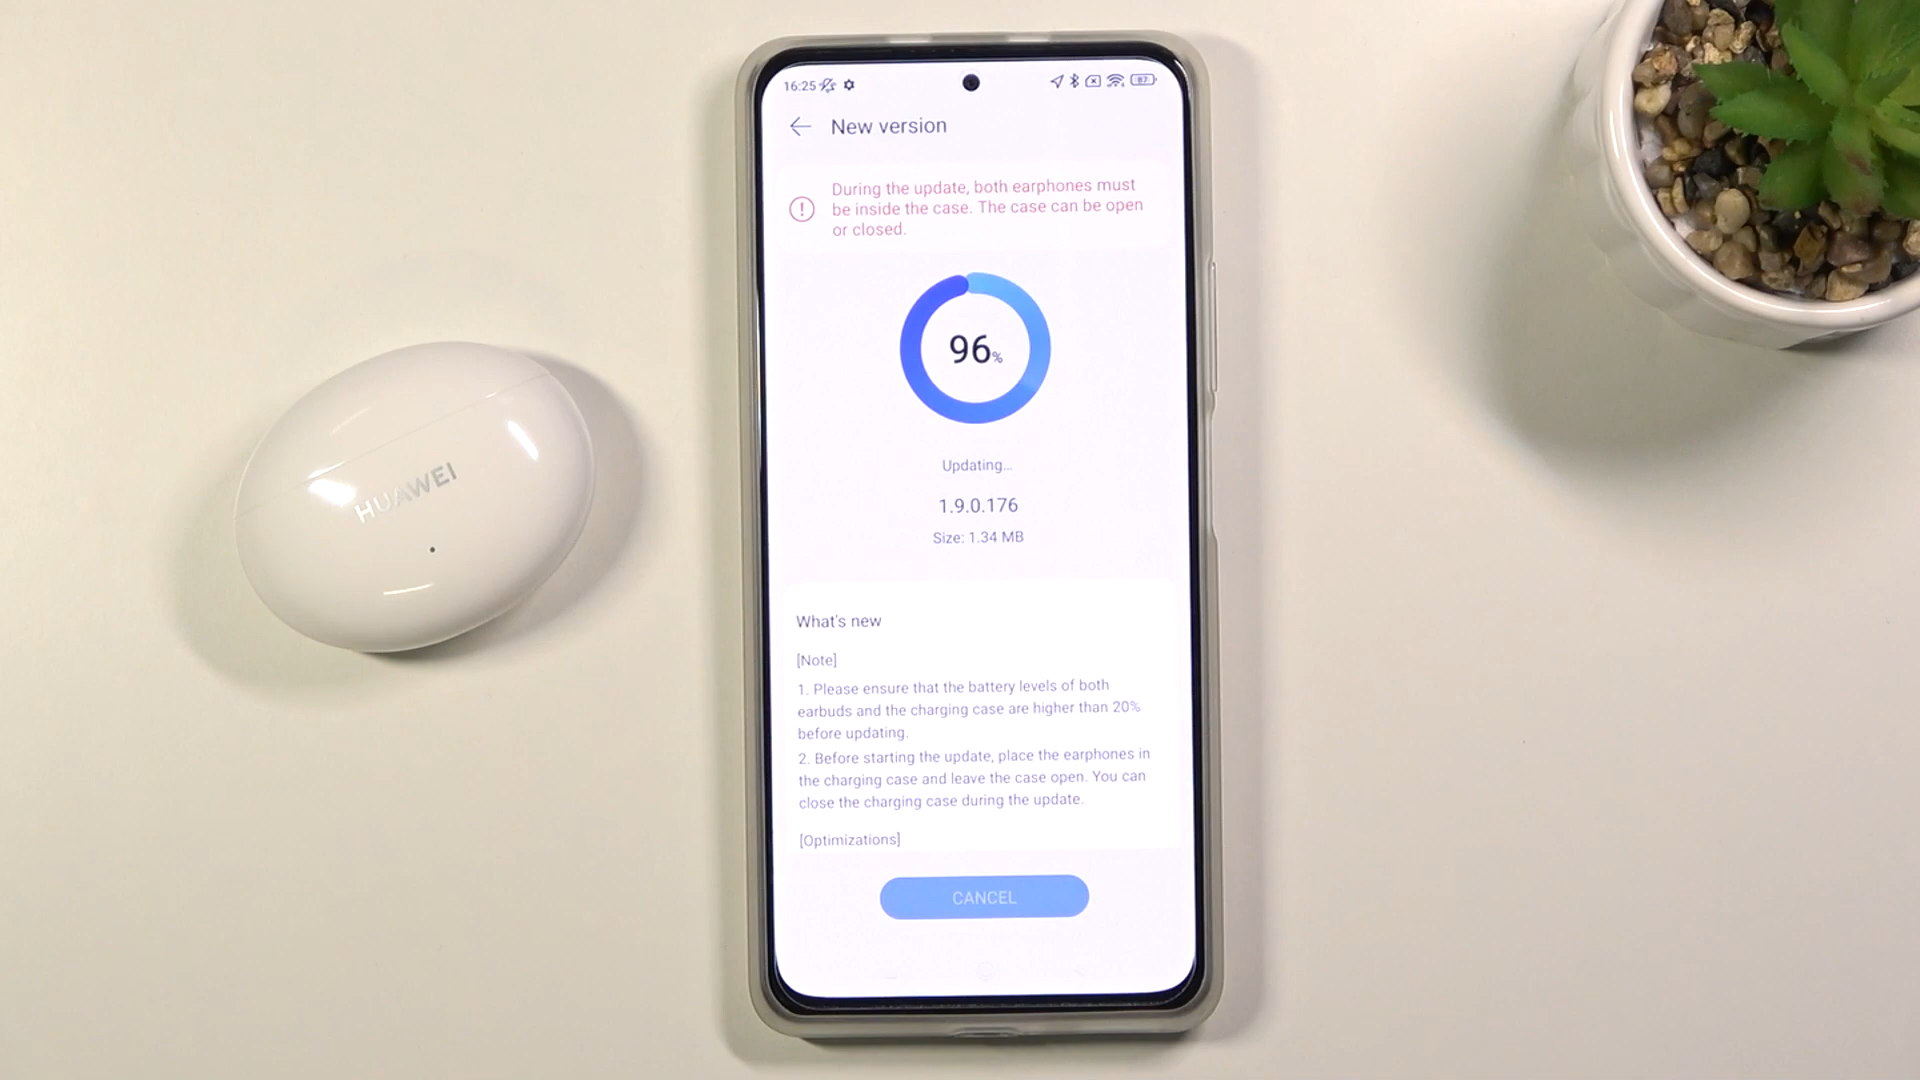 16:25
87
New version
During the update, both earphones must
be inside the case. The case can be open
or closed.
96%
Updating...
1.9.0.176
Size: 1.34 MB
HUAWEI
What's new
[Note]
1. Please ensure that the battery levels of both
earbuds and the charging case are higher than 20%
before updating.
2. Before starting the update, place the earphones in
the charging case and leave the case open. You can
close the charging case during the update.
[Optimizations]
CANCEL